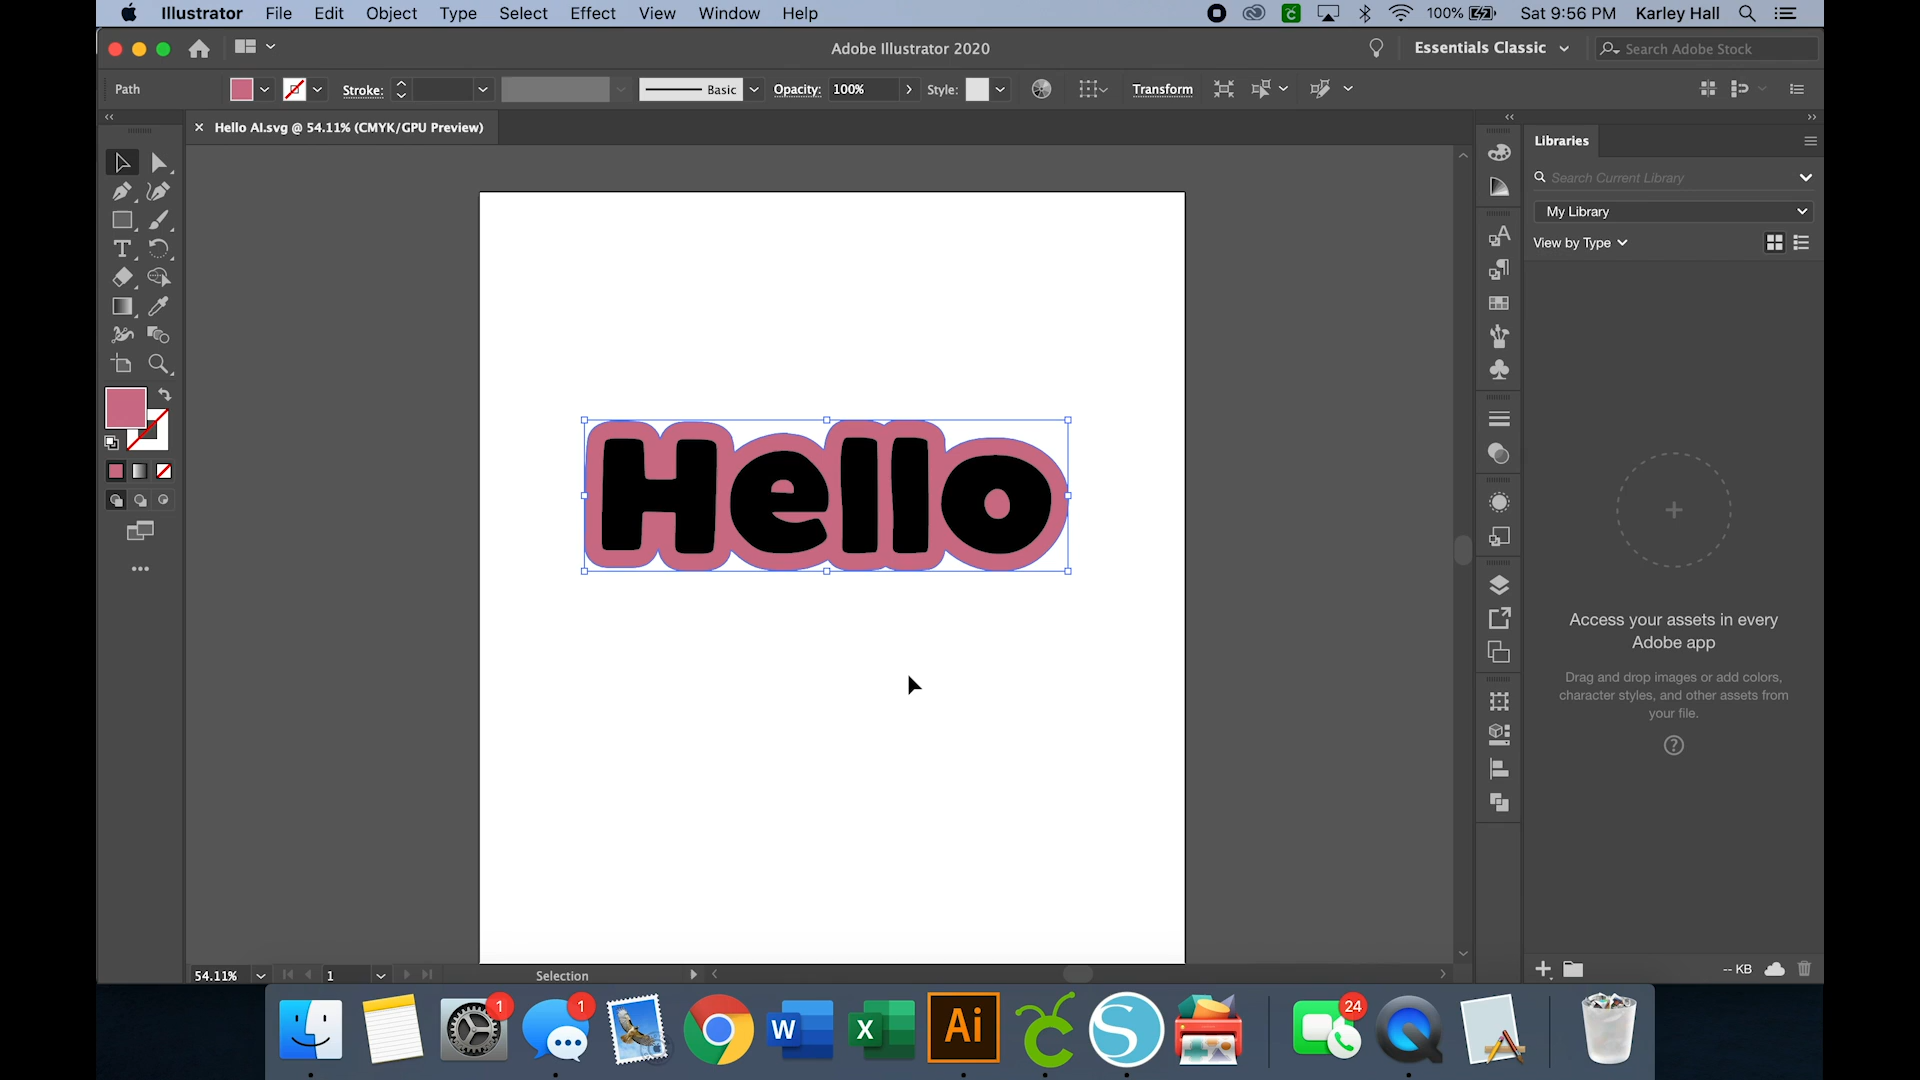 Illustrator File Edit Object Type Select Effect View Window Help 100% Sat 9:56 PM Karley Hall
Adobe Illustrator 2020 Essentials Classic Search Adobe Stock
Path Stroke: Basic Opacity: 100% Style: Transform
Hello AI.svg @ 54.11% (CMYK/GPU Preview)
Libraries
Search Current Library
My Library
View by Type
Hello
Access your assets in every
Adobe app
Drag and drop images or add colors,
character styles, and other assets from
your file.
54.11% 1 Selection
-- KB
1 1 W X Ai S 24